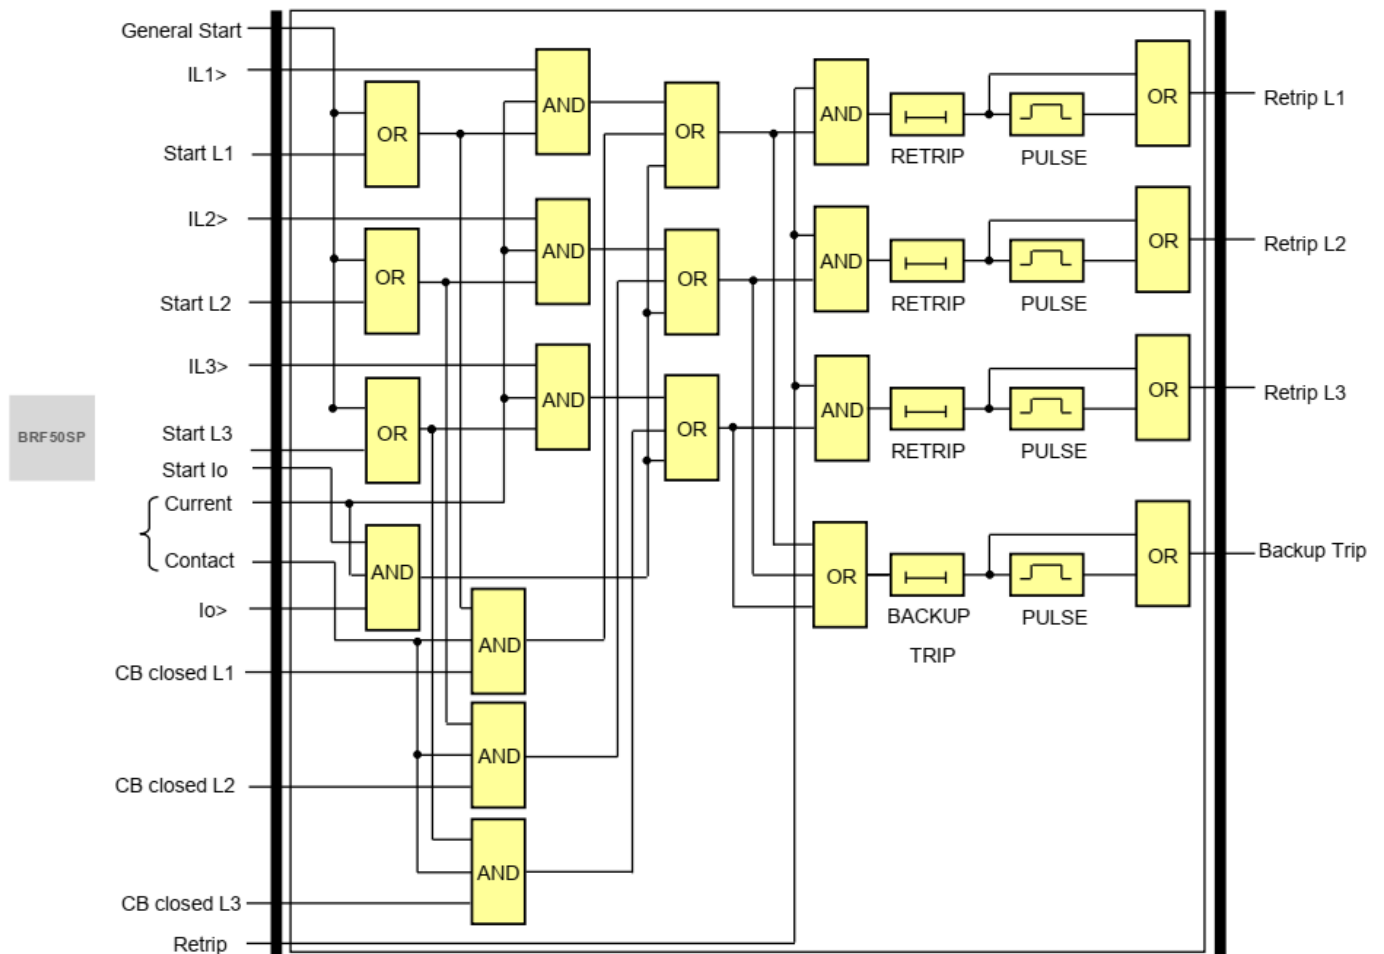 General Start
IL1>
Start L1
IL2>
Start L2
IL3>
Start L3
Start Io
Current
Contact
Io>
CB closed L1
CB closed L2
CB closed L3
Retrip
BRF50SP
OR
OR
OR
AND
AND
AND
AND
AND
AND
AND
OR
OR
OR
AND
AND
AND
OR
RETRIP
RETRIP
RETRIP
BACKUP
TRIP
PULSE
PULSE
PULSE
PULSE
OR
OR
OR
OR
Retrip L1
Retrip L2
Retrip L3
Backup Trip